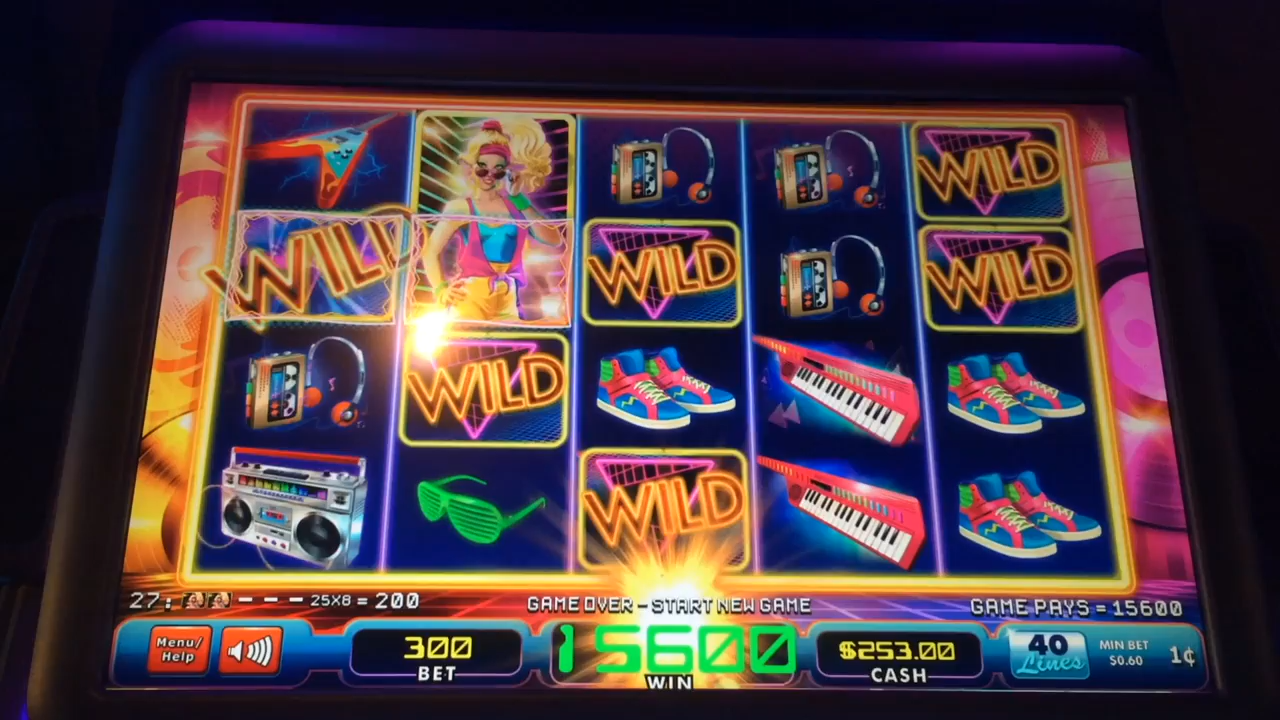 WILD
WILD
WILD
WILD
WILD
WILD
27: - - - 25X8 = 200
GAME OVER - START NEW GAME
GAME PAYS = 15600
Menu/
Help
300
BET
15600
WIN
$253.00
CASH
40
Lines
MIN BET
$0.60
1¢